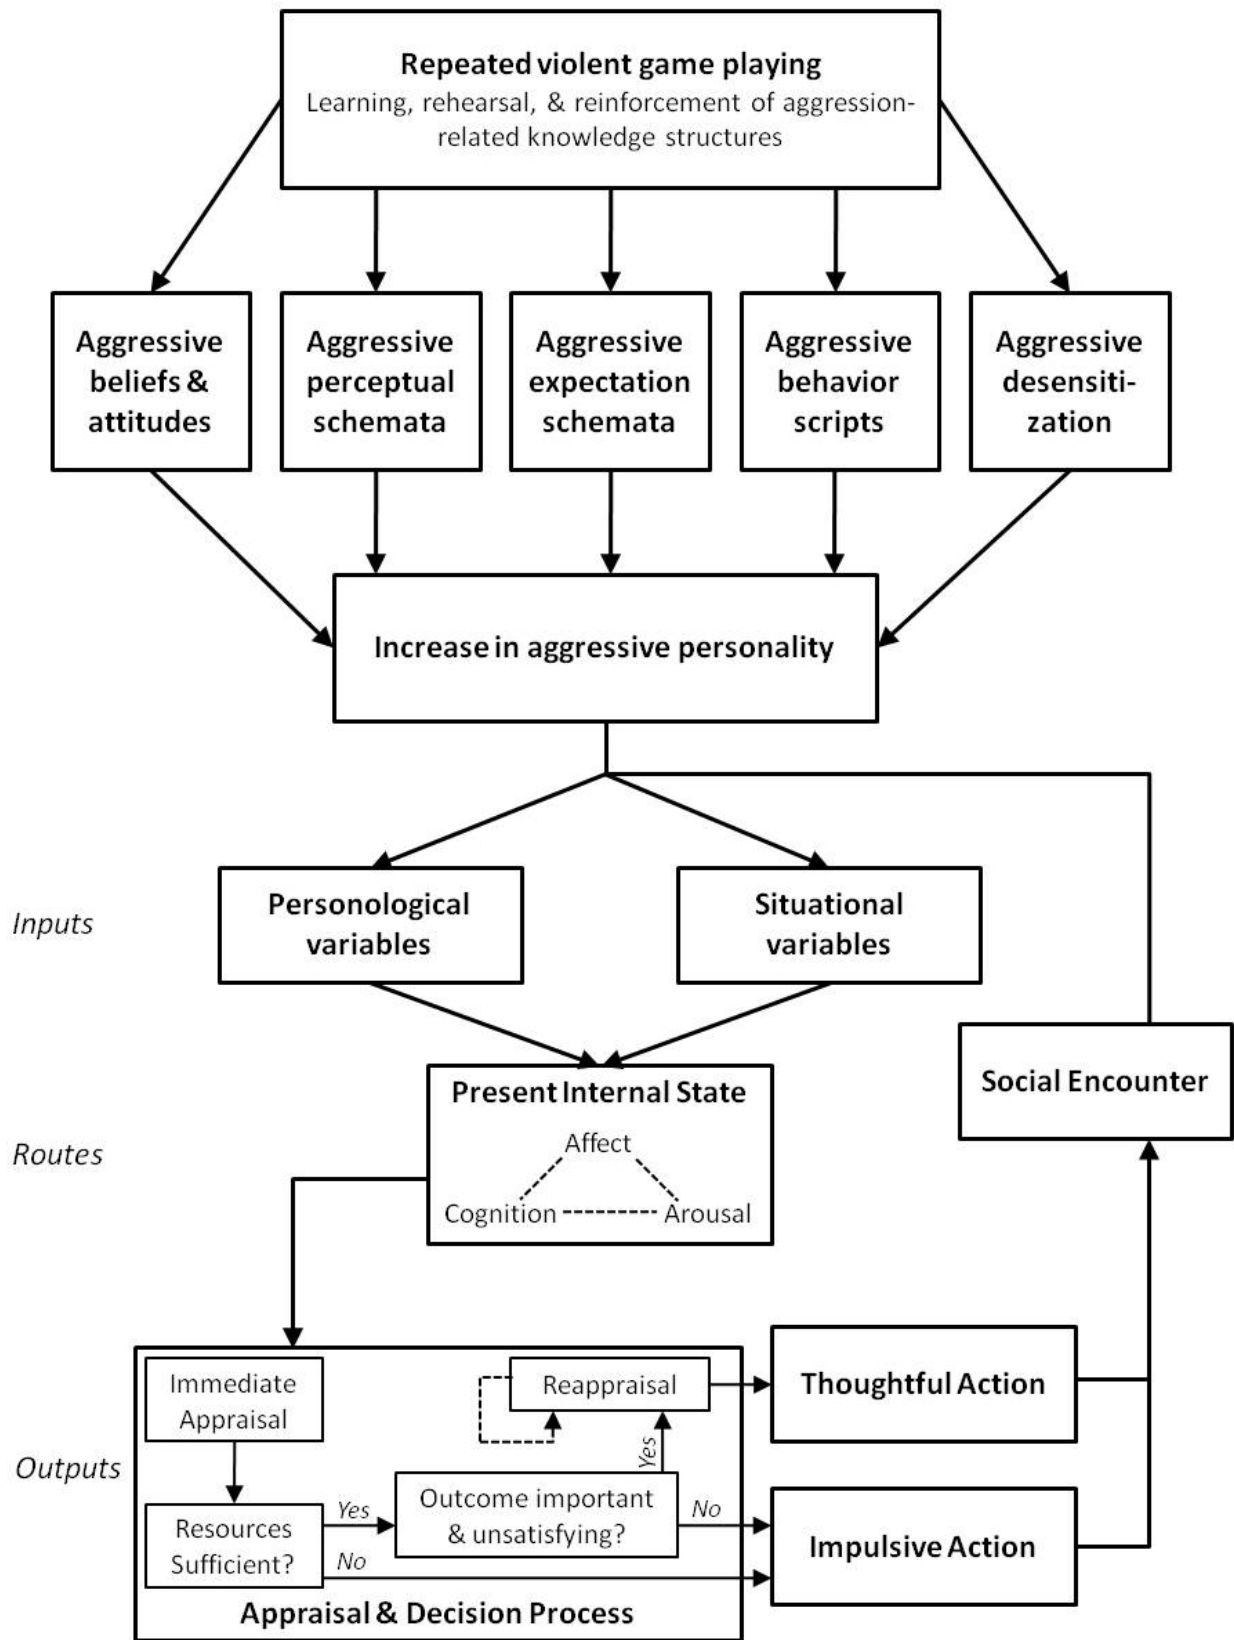 Repeated violent game playing
Learning, rehearsal, & reinforcement of aggression-
related knowledge structures
Aggressive
beliefs &
attitudes
Aggressive
perceptual
schemata
Aggressive
expectation
schemata
Aggressive
behavior
scripts
Aggressive
desensiti-
zation
Increase in aggressive personality
Inputs
Personological
variables
Situational
variables
Social Encounter
Routes
Present Internal State
Affect
Cognition
Arousal
Outputs
Immediate
Appraisal
Reappraisal
Thoughtful Action
Yes
Resources
Sufficient?
Yes
No
Outcome important
& unsatisfying?
No
Impulsive Action
Appraisal & Decision Process